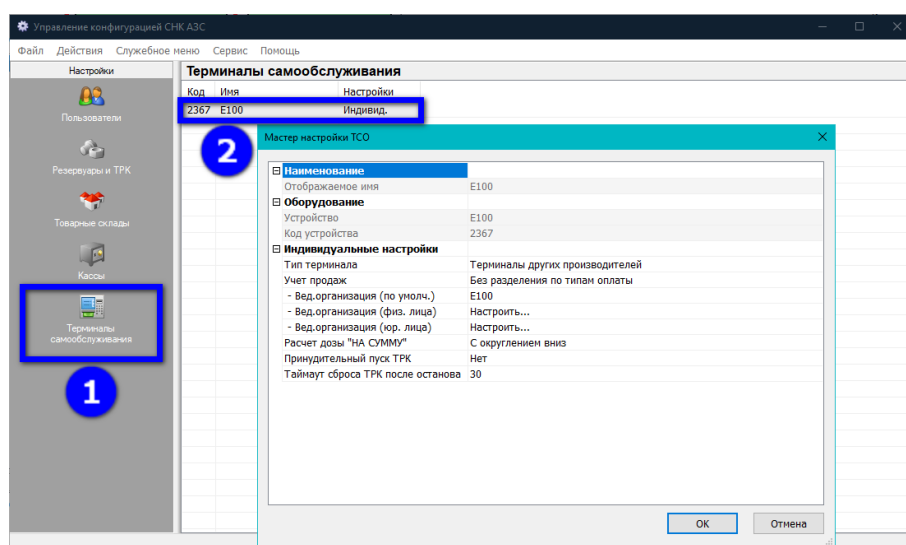 Управление конфигурацией СНК АЗС
Файл Действия Служебное меню Сервис Помощь
Настройки
Пользователи
Резервуары и ТРК
Товарные склады
Кассы
Терминалы
самообслуживания
1
Терминалы самообслуживания
Код Имя Настройки
2367 E100 Индивид.
2
Мастер настройки ТСО
Наименование
Отображаемое имя E100
Оборудование
Устройство E100
Код устройства 2367
Индивидуальные настройки
Тип терминала Терминалы других производителей
Учет продаж Без разделения по типам оплаты
- Вед.организация (по умолч.) E100
- Вед.организация (физ. лица) Настроить...
- Вед.организация (юр. лица) Настроить...
Расчет дозы "НА СУММУ" С округлением вниз
Принудительный пуск ТРК Нет
Таймаут сброса ТРК после останова 30
ОК Отмена